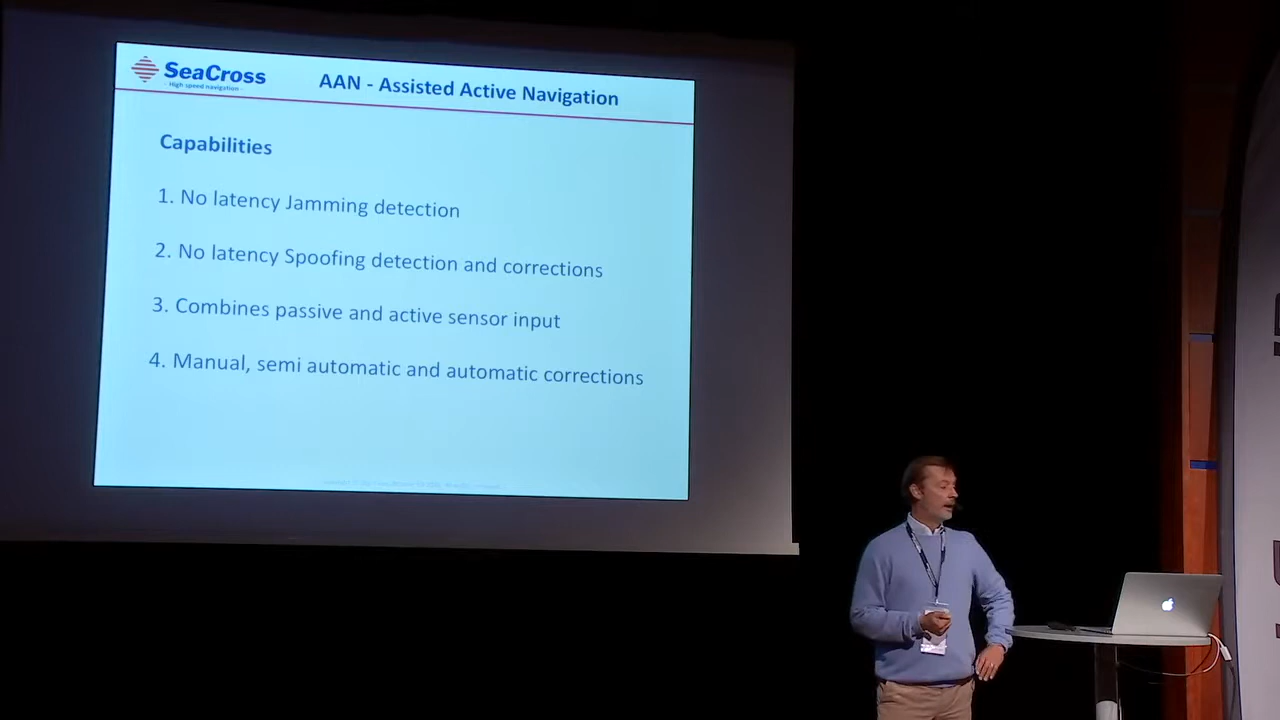 SeaCross
- High speed navigation -
AAN - Assisted Active Navigation
Capabilities
1. No latency Jamming detection
2. No latency Spoofing detection and corrections
3. Combines passive and active sensor input
4. Manual, semi automatic and automatic corrections